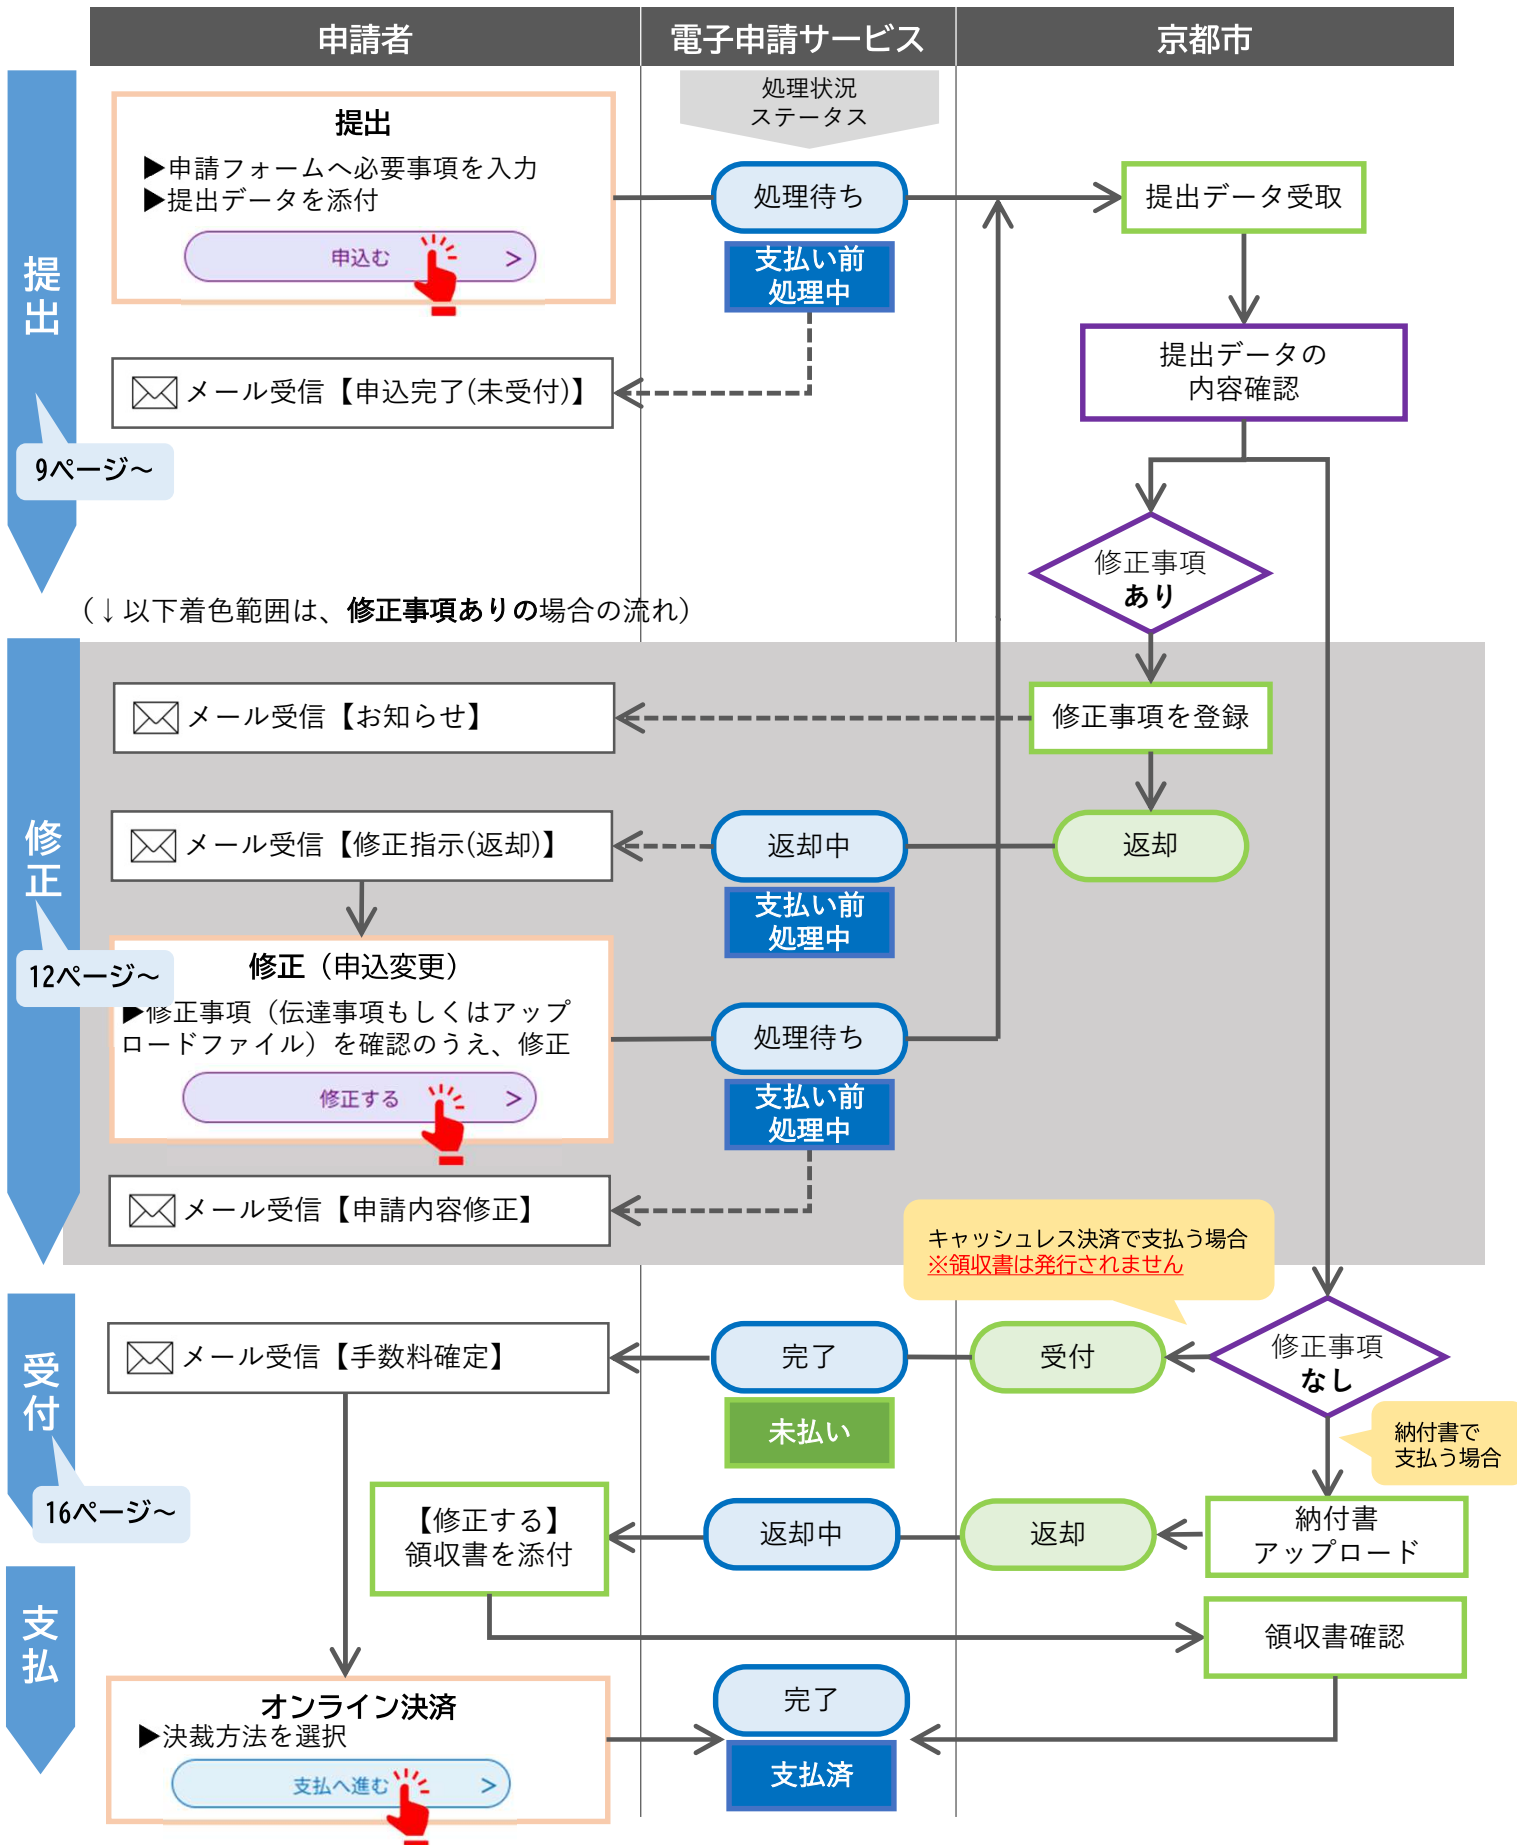 申請者
電子申請サービス
京都市
提出
処理状況
ステータス
提出
▶申請フォームへ必要事項を入力
▶提出データを添付
申込む >
処理待ち
支払い前
処理中
提出データ受取
提出データの
内容確認
メール受信【申込完了(未受付)】
9ページ～
修正事項
あり
（↓以下着色範囲は、修正事項ありの場合の流れ）
修正
メール受信【お知らせ】
修正事項を登録
メール受信【修正指示(返却)】
返却中
支払い前
処理中
返却
12ページ～
修正（申込変更）
▶修正事項（伝達事項もしくはアップ
ロードファイル）を確認のうえ、修正
修正する >
処理待ち
支払い前
処理中
メール受信【申請内容修正】
キャッシュレス決済で支払う場合
※領収書は発行されません
受付
メール受信【手数料確定】
完了
未払い
受付
修正事項
なし
納付書で
支払う場合
16ページ～
【修正する】
領収書を添付
返却中
返却
納付書
アップロード
支払
領収書確認
オンライン決済
▶決裁方法を選択
支払へ進む >
完了
支払済